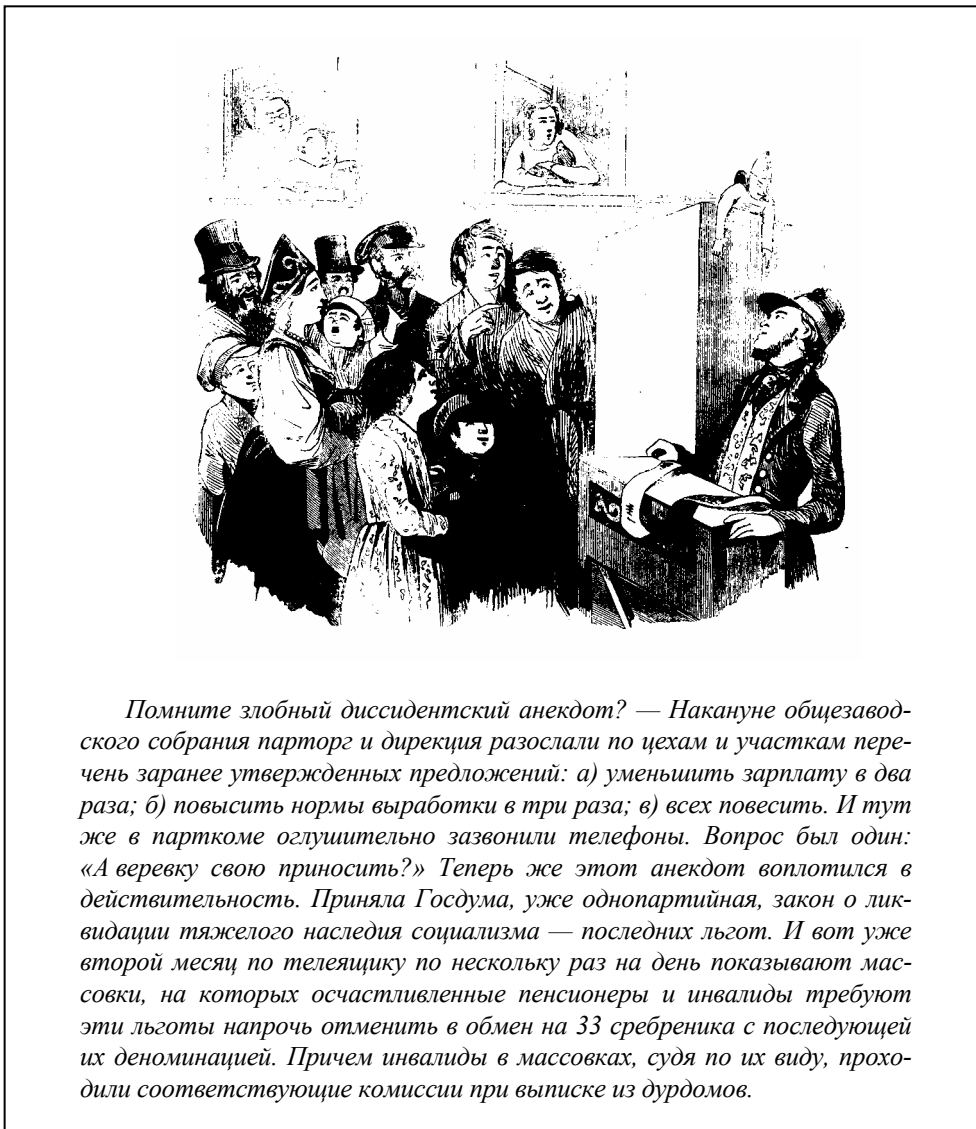 Помните злобный диссидентский анекдот? — Накануне общезавод-
ского собрания парторг и дирекция разослали по цехам и участкам пере-
чень заранее утвержденных предложений: а) уменьшить зарплату в два
раза; б) повысить нормы выработки в три раза; в) всех повесить. И тут
же в парткоме оглушительно зазвонили телефоны. Вопрос был один:
«А веревку свою приносить?» Теперь же этот анекдот воплотился в
действительность. Приняла Госдума, уже однопартийная, закон о лик-
видации тяжелого наследия социализма — последних льгот. И вот уже
второй месяц по телеящику по нескольку раз на день показывают мас-
совки, на которых осчастливленные пенсионеры и инвалиды требуют
эти льготы напрочь отменить в обмен на 33 сребреника с последующей
их деноминацией. Причем инвалиды в массовках, судя по их виду, прохо-
дили соответствующие комиссии при выписке из дурдомов.